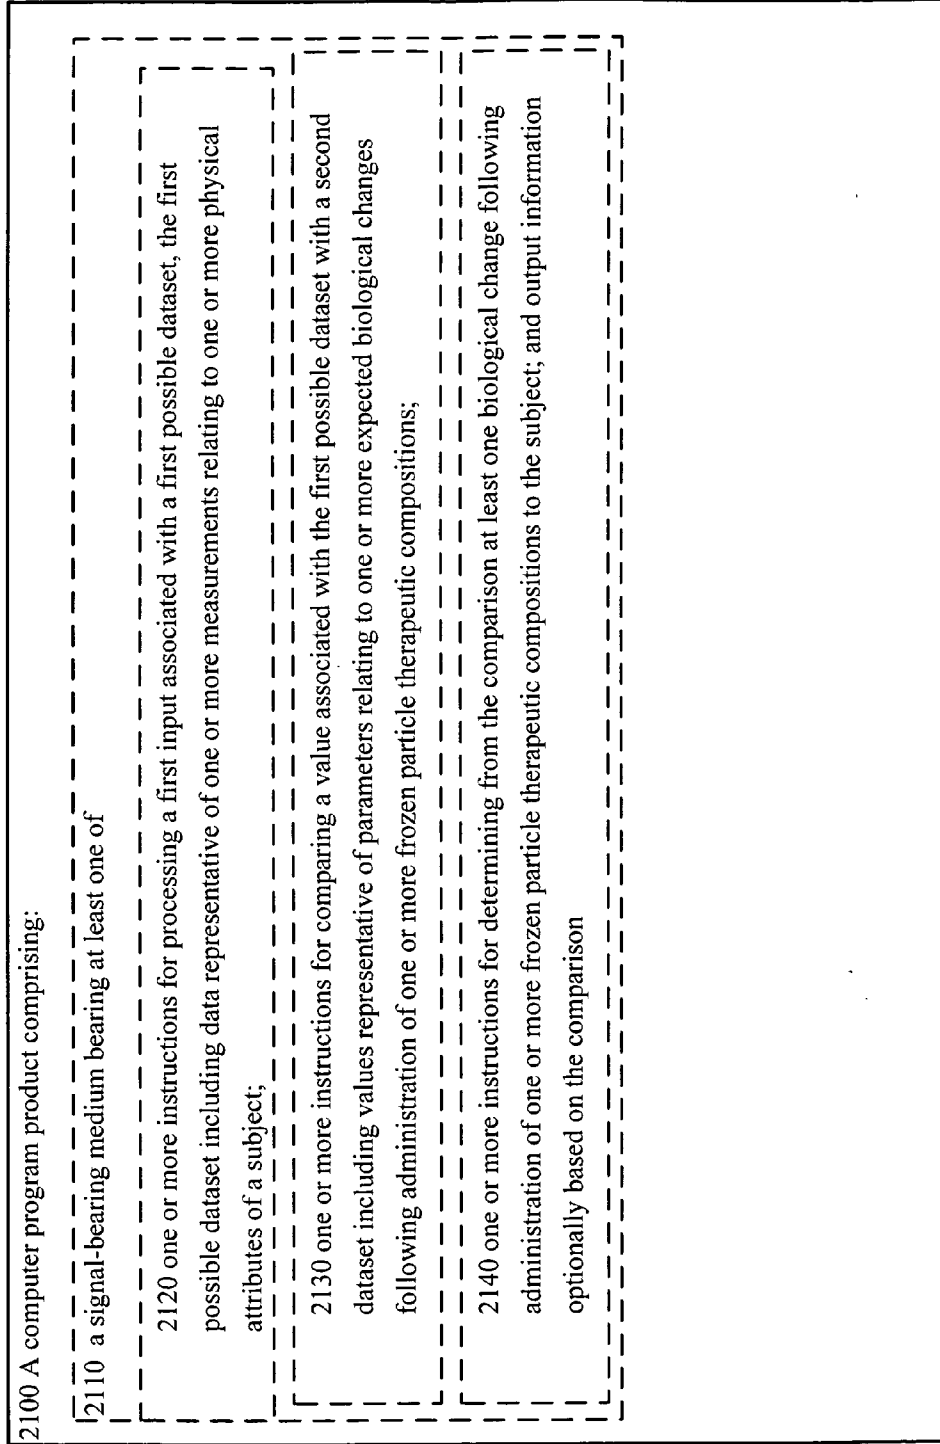 2100 A computer program product comprising:
2110 a signal-bearing medium bearing at least one of
2120 one or more instructions for processing a first input associated with a first possible dataset, the first
possible dataset including data representative of one or more measurements relating to one or more physical
attributes of a subject;
2130 one or more instructions for comparing a value associated with the first possible dataset with a second
dataset including values representative of parameters relating to one or more expected biological changes
following administration of one or more frozen particle therapeutic compositions;
2140 one or more instructions for determining from the comparison at least one biological change following
administration of one or more frozen particle therapeutic compositions to the subject; and output information
optionally based on the comparison